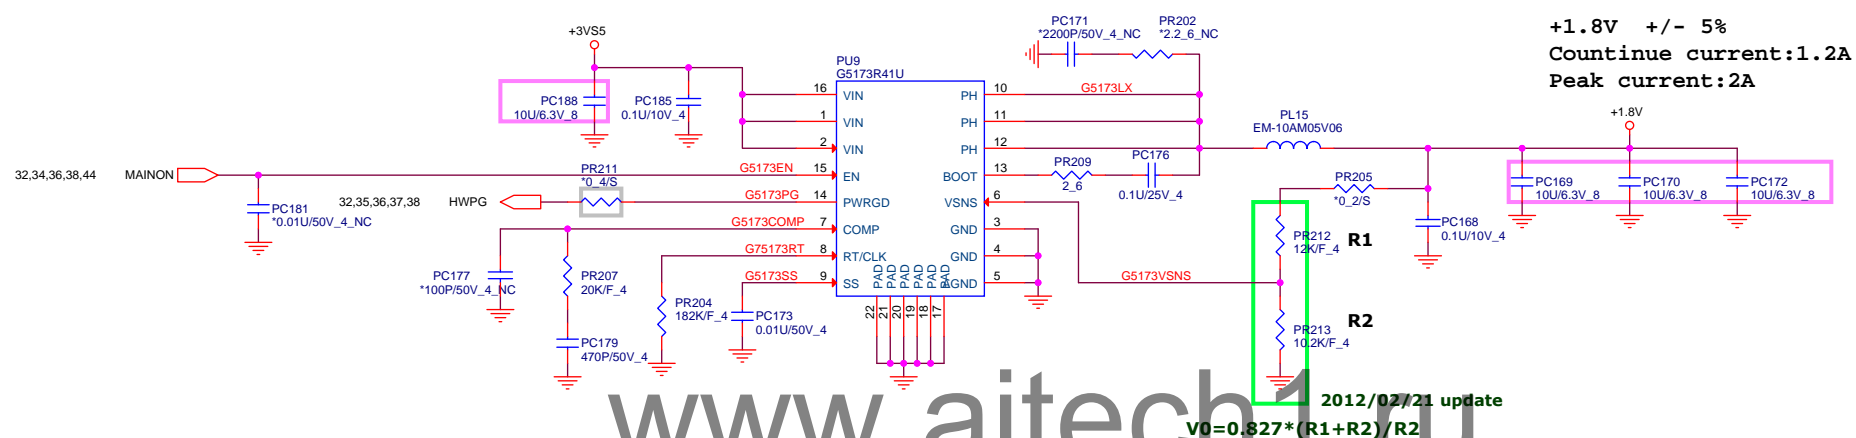 +1.8V +/- 5%
Countinue current:1.2A
Peak current:2A
+3VS5
PC171
*2200P/50V_4_NC
PR202
*2.2_6_NC
PU9
G5173R41U
PC188
10U/6.3V_8
PC185
0.1U/10V_4
16 VIN
1 VIN
2 VIN
15 EN
14 PWRGD
7 COMP
8 RT/CLK
9 SS
PH 10
PH 11
PH 12
BOOT 13
VSNS 6
GND 3
GND 4
AGND 5
PAD PAD PAD PAD PAD PAD
22 21 20 19 18 17
G5173LX
PL15
EM-10AM05V06
+1.8V
32,34,36,38,44 MAINON
G5173EN
PR211
*0_4/S
PR209
2_6
PC176
0.1U/25V_4
PR205
*0_2/S
PC169
10U/6.3V_8
PC170
10U/6.3V_8
PC172
10U/6.3V_8
PC181
*0.01U/50V_4_NC
32,35,36,37,38 HWPG
G5173PG
G5173COMP
G75173RT
G5173SS
PC168
0.1U/10V_4
PR212
12K/F_4
R1
G5173VSNS
PC177
*100P/50V_4_NC
PR207
20K/F_4
PR204
182K/F_4
PC173
0.01U/50V_4
PC179
470P/50V_4
PR213
10.2K/F_4
R2
www.aitech1.ru
2012/02/21 update
V0=0.827*(R1+R2)/R2